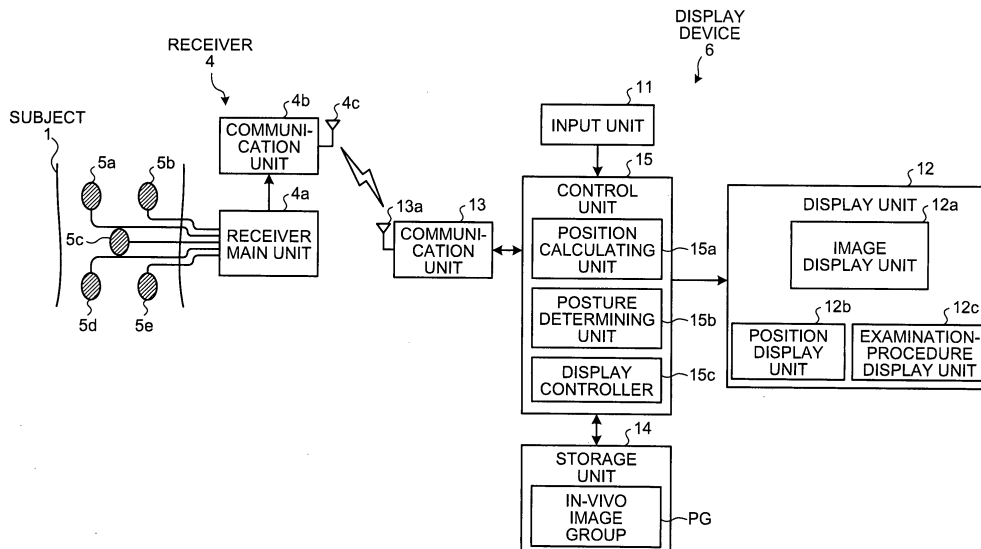 DISPLAY
DEVICE
6
RECEIVER
4
SUBJECT
1
4b
4c
COMMUNI-
CATION
UNIT
5a
5b
5c
5d
5e
4a
RECEIVER
MAIN UNIT
13a
13
COMMUNI-
CATION UNIT
11
INPUT UNIT
15
CONTROL
UNIT
POSITION
CALCULATING
UNIT
15a
POSTURE
DETERMINING
UNIT
15b
DISPLAY
CONTROLLER
15c
14
STORAGE
UNIT
IN-VIVO
IMAGE
GROUP
PG
12
DISPLAY UNIT
12a
IMAGE
DISPLAY UNIT
12b
POSITION
DISPLAY
UNIT
12c
EXAMINATION-
PROCEDURE
DISPLAY UNIT